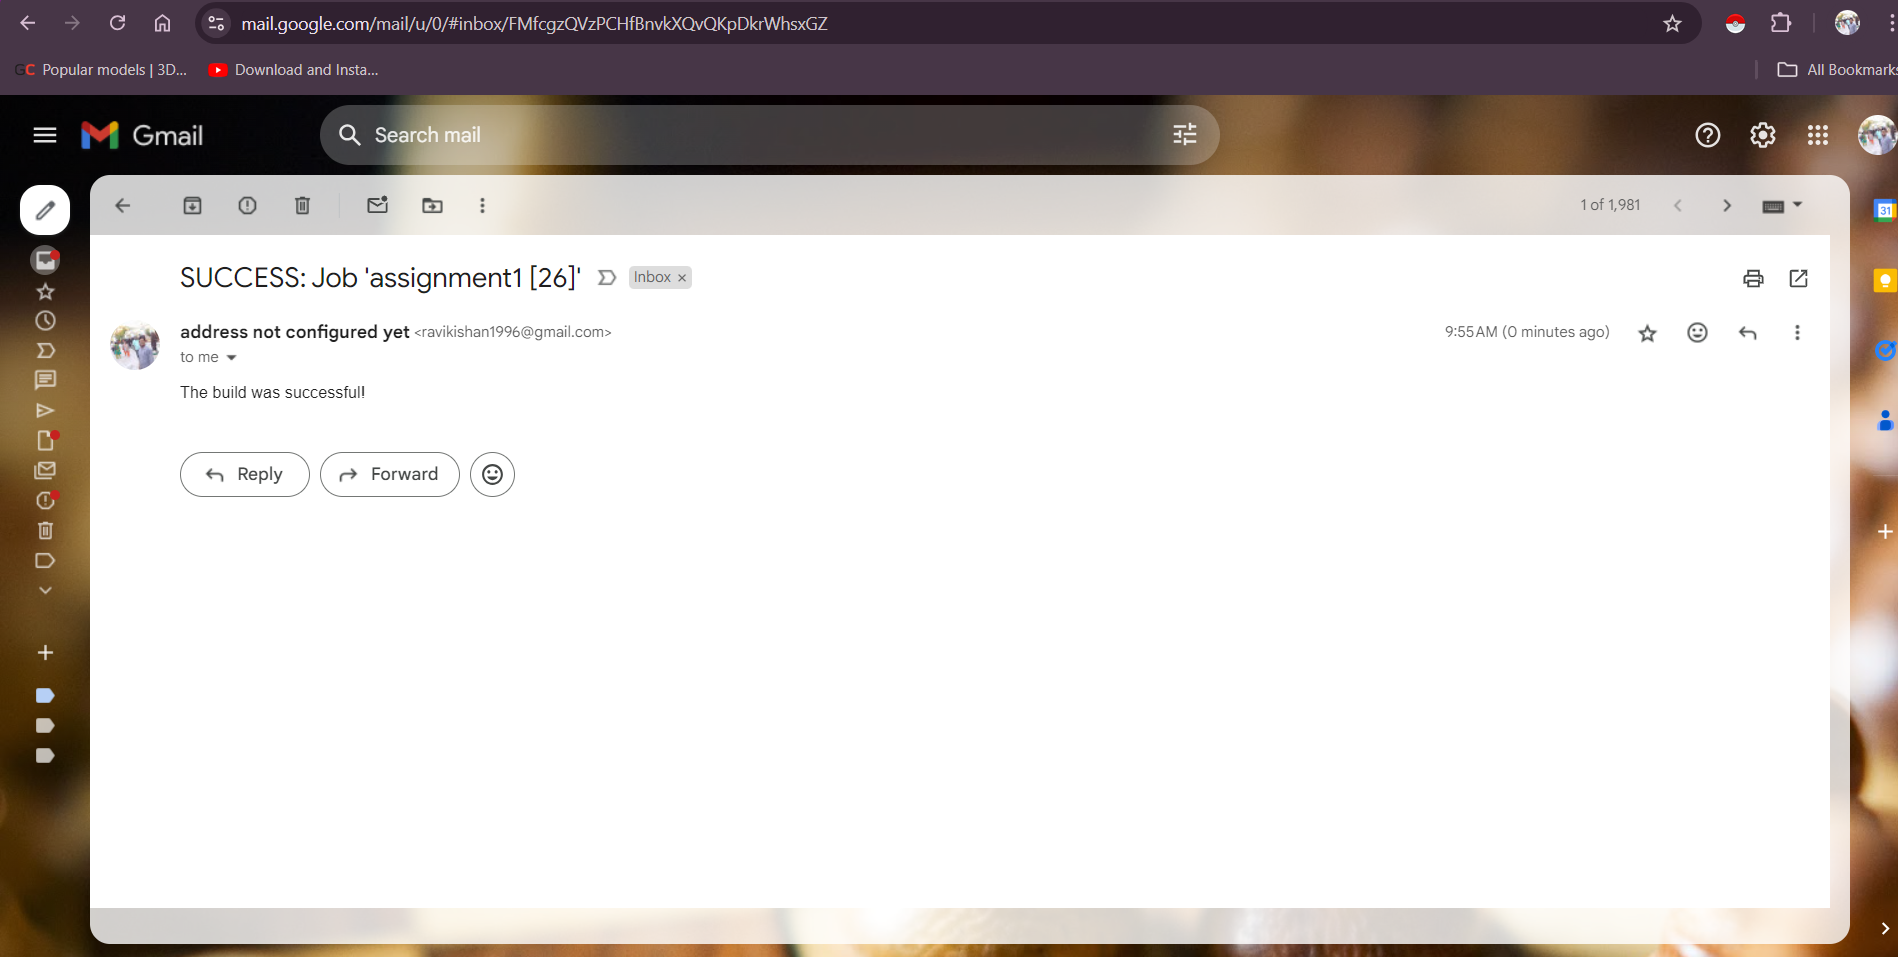 mail.google.com/mail/u/0/#inbox/FMfcgzQVzPCHfBnvkXQvQKpDkrWhsxGZ
GC Popular models | 3D... Download and Insta... All Bookmarks
Gmail Search mail
1 of 1,981
31
SUCCESS: Job 'assignment1 [26]' Inbox ×
address not configured yet <ravikishan1996@gmail.com> 9:55 AM (0 minutes ago)
to me
The build was successful!
Reply Forward